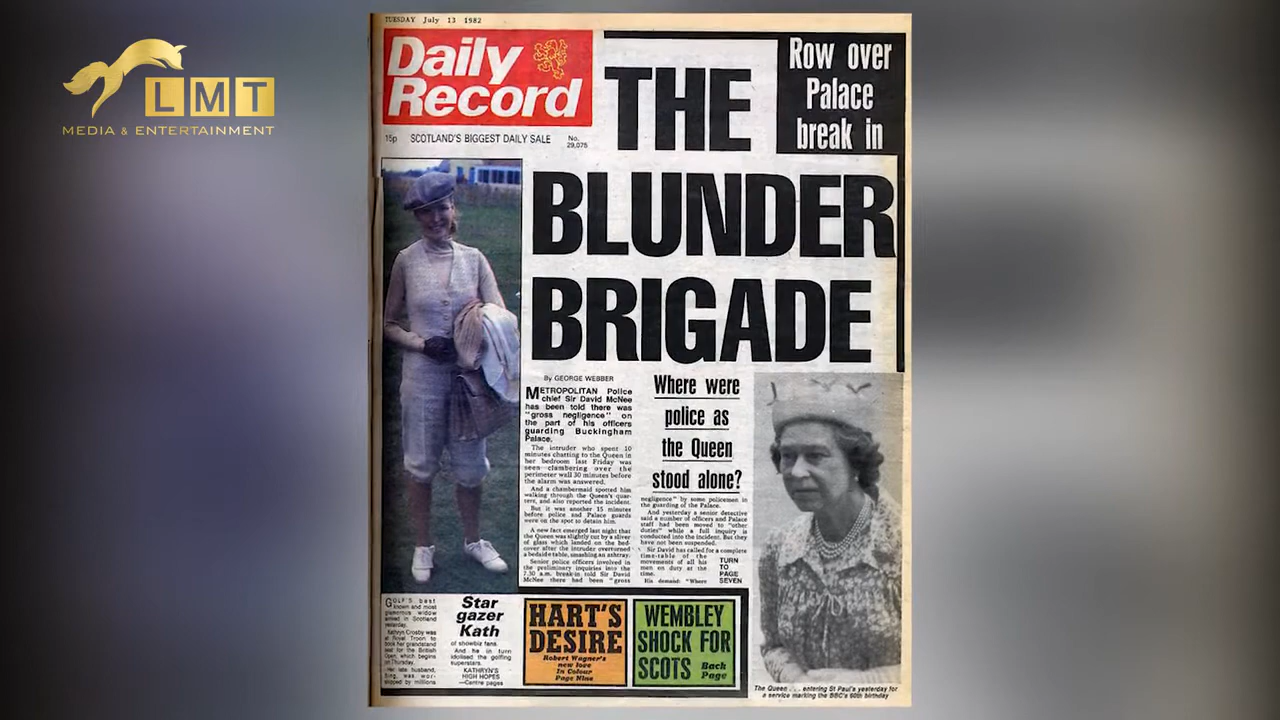 LMT
MEDIA & ENTERTAINMENT
TUESDAY July 13 1982
Daily
Record
15p SCOTLAND'S BIGGEST DAILY SALE No. 29,075
Row over
Palace
break in
THE
BLUNDER
BRIGADE
By GEORGE WEBBER
METROPOLITAN Police
chief Sir David McNee
has been told there was
"gross negligence" on
the part of his officers
guarding Buckingham
Palace.
The intruder who spent 10
minutes chatting to the Queen in
her bedroom last Friday was
seen clambering over the
perimeter wall 30 minutes before
the alarm was answered.
And a chambermaid spotted him
walking through the Queen's quar-
ters, and also reported the incident.
But it was another 15 minutes
before police and Palace guards
were on the spot to detain him.
A new fact emerged last night that
the Queen was slightly cut by a sliver
of glass which landed on the bed-
cover after the intruder overturned
a bedside table, smashing an ashtray.
Senior police officers involved in
the preliminary inquiries into the
7.30 a.m. break-in told Sir David
McNee there had been "gross
Where were
police as
the Queen
stood alone?
negligence" by some policemen in
the guarding of the Palace.
And yesterday a senior detective
said a number of officers and Palace
staff had been moved to "other
duties" while a full inquiry is
conducted into the incident. But they
have not been suspended.
Sir David has called for a complete
time-table of the
movements of all his
men on duty at the
time.
His demand: "Where
TURN
TO
PAGE
SEVEN
GOLF'S best
known and most
glamorous widow
arrived in Scotland
yesterday.
Kathryn Crosby was
at Royal Troon to
book her grandstand
seat for the British
Open, which begins
on Thursday.
Her late husband,
Bing, was wor-
shipped by millions
Star
gazer
Kath
of showbiz fans.
And he in turn
idolised the golfing
superstars.
KATHRYN'S
HIGH HOPES
—Centre pages
HART'S
DESIRE
Robert Wagner's
new love
In Colour
Page Nine
WEMBLEY
SHOCK FOR
SCOTS Back
Page
The Queen . . . entering St Paul's yesterday for
a service marking the BBC's 60th birthday